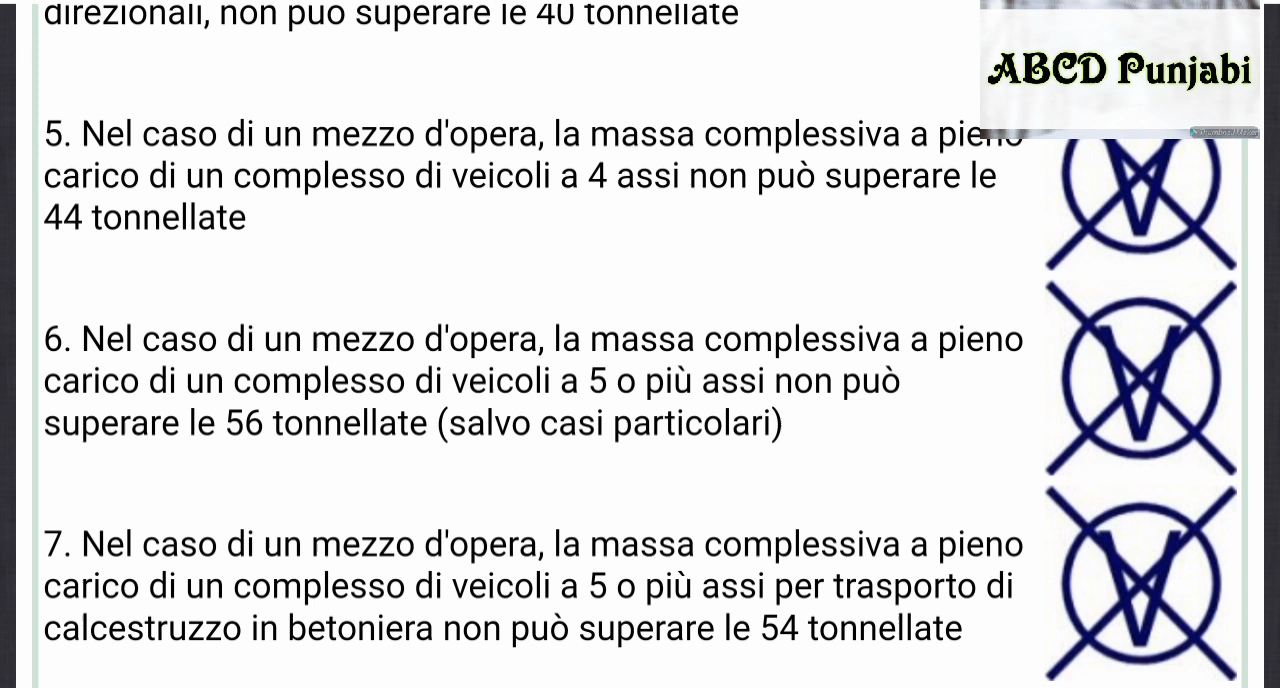 direzionali, non può superare le 40 tonnellate
ABCD Punjabi
5. Nel caso di un mezzo d'opera, la massa complessiva a pieno
carico di un complesso di veicoli a 4 assi non può superare le
44 tonnellate
V
6. Nel caso di un mezzo d'opera, la massa complessiva a pieno
carico di un complesso di veicoli a 5 o più assi non può
superare le 56 tonnellate (salvo casi particolari)
V
7. Nel caso di un mezzo d'opera, la massa complessiva a pieno
carico di un complesso di veicoli a 5 o più assi per trasporto di
calcestruzzo in betoniera non può superare le 54 tonnellate
V